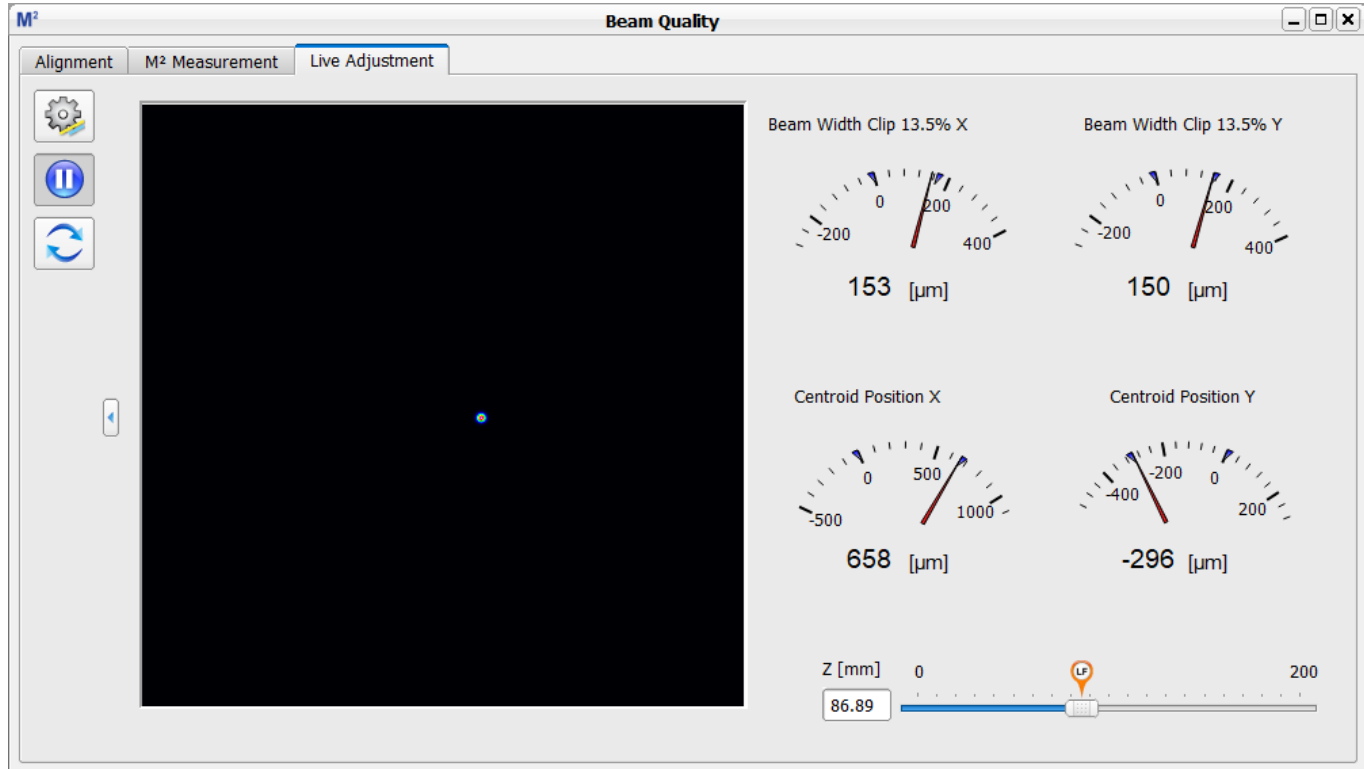 M²
Beam Quality
Alignment
M² Measurement
Live Adjustment
Beam Width Clip 13.5% X
-200
0
200
400
153 [µm]
Beam Width Clip 13.5% Y
-200
0
200
400
150 [µm]
Centroid Position X
-500
0
500
1000
658 [µm]
Centroid Position Y
-400
-200
0
200
-296 [µm]
Z [mm]
0
LF
200
86.89